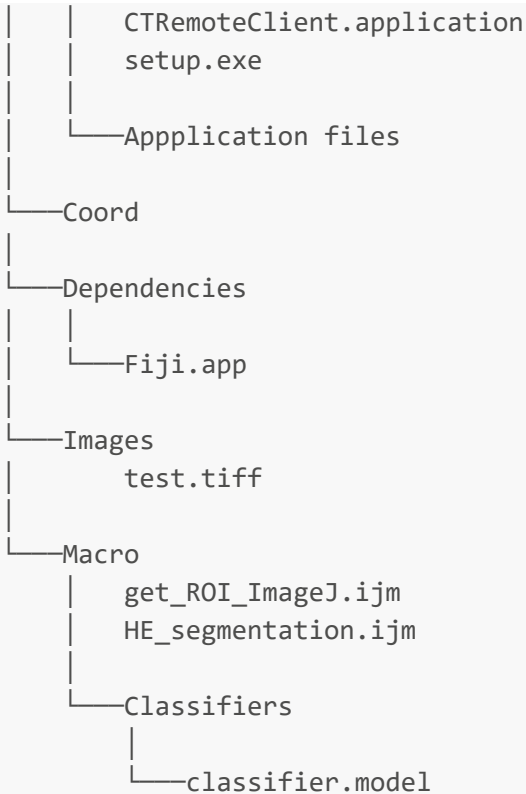 │   │   CTRemoteClient.application
│   │   setup.exe
│   │
│   └───Appplication files
│
└───Coord
│
└───Dependencies
│   │
│   └───Fiji.app
│
└───Images
│       test.tiff
│
└───Macro
    │   get_ROI_ImageJ.ijm
    │   HE_segmentation.ijm
    │
    └───Classifiers
        │
        └───classifier.model